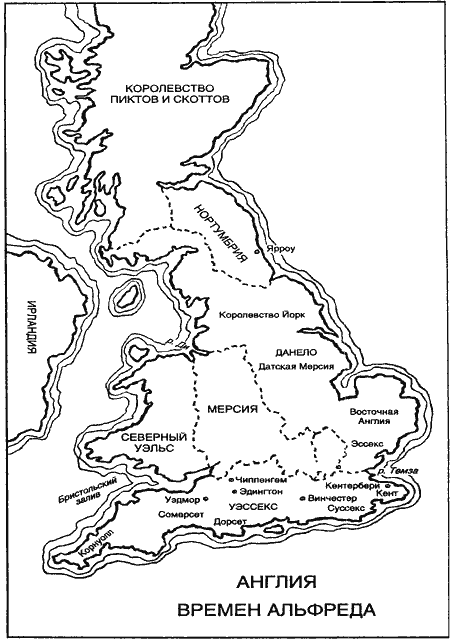 КОРОЛЕВСТВО
ПИКТОВ И СКОТТОВ
НОРТУМБРИЯ
Ярроу
ИРЛАНДИЯ
Королевство Йорк
ДАНЕЛО
Датская Мерсия
МЕРСИЯ
Восточная
Англия
СЕВЕРНЫЙ
УЭЛЬС
Эссекс
р. Темза
Бристольский
залив
Чиппенгем
Кентербери
Кент
Уэдмор
Эдингтон
Винчестер
Сомерсет
УЭССЕКС
Суссекс
Дорсет
Корнуолл
АНГЛИЯ
ВРЕМЕН АЛЬФРЕДА